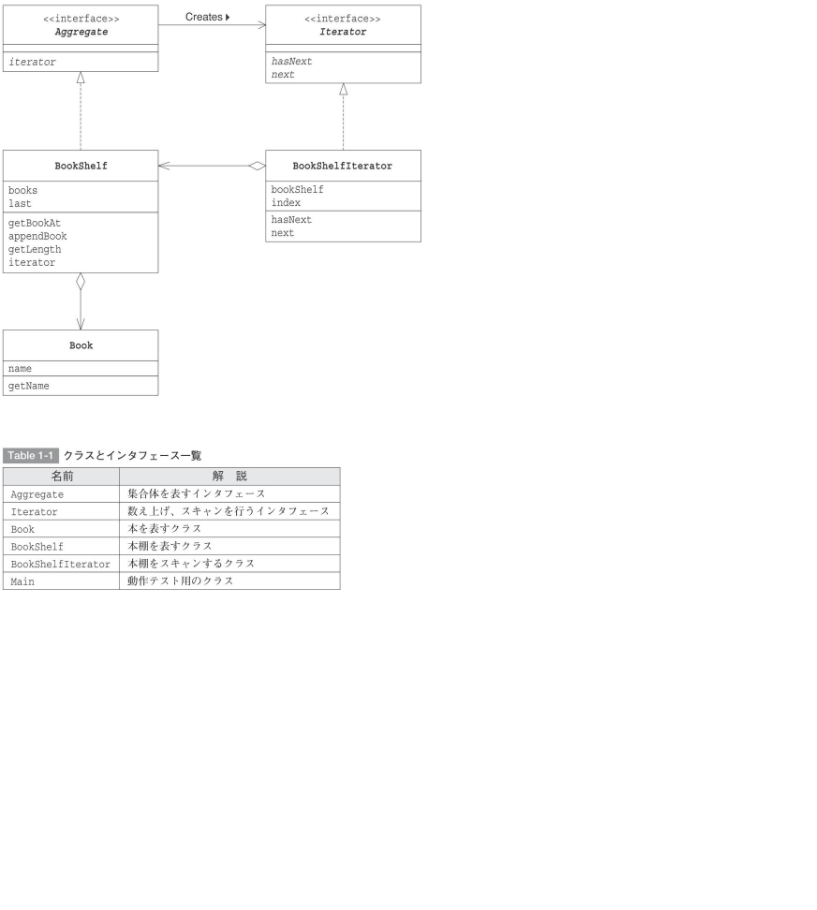 <<interface>>
Aggregate
iterator
Creates
<<interface>>
Iterator
hasNext
next
BookShelf
books
last
getBookAt
appendBook
getLength
iterator
BookShelfIterator
bookShelf
index
hasNext
next
Book
name
getName
Table 1-1 クラスとインタフェース一覧
名前 解 説
Aggregate 集合体を表すインタフェース
Iterator 数え上げ、スキャンを行うインタフェース
Book 本を表すクラス
BookShelf 本棚を表すクラス
BookShelfIterator 本棚をスキャンするクラス
Main 動作テスト用のクラス